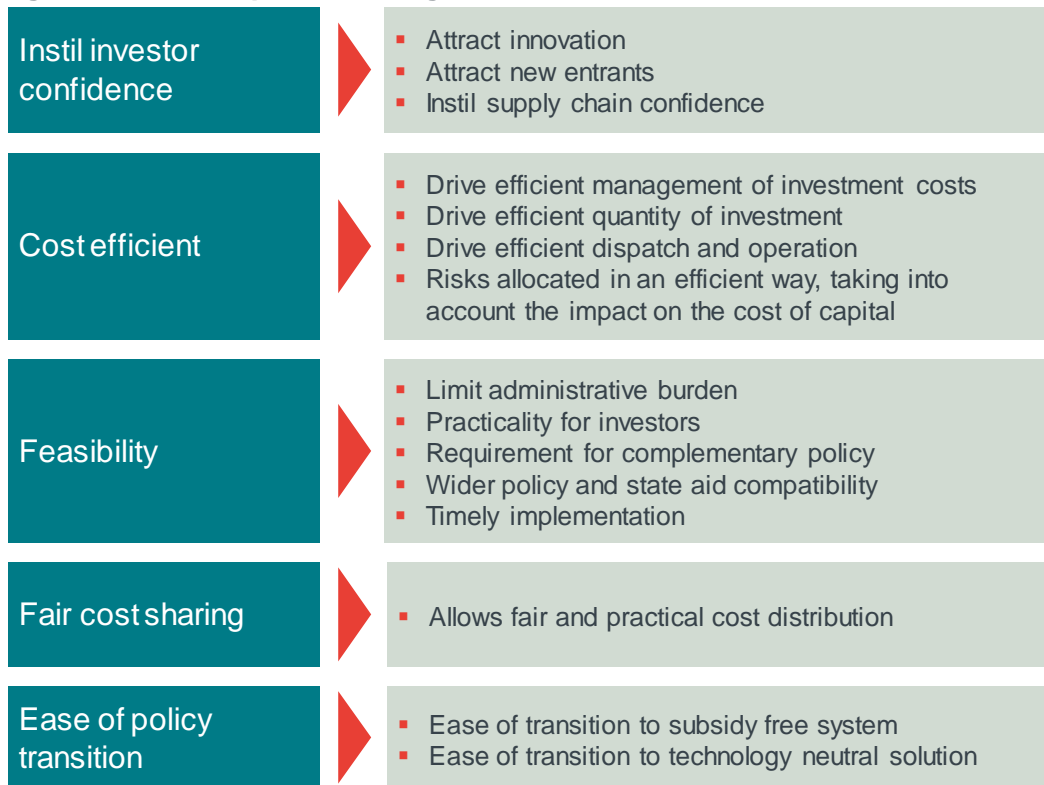 Instil investor
confidence
▪ Attract innovation
▪ Attract new entrants
▪ Instil supply chain confidence
Cost efficient
▪ Drive efficient management of investment costs
▪ Drive efficient quantity of investment
▪ Drive efficient dispatch and operation
▪ Risks allocated in an efficient way, taking into
account the impact on the cost of capital
Feasibility
▪ Limit administrative burden
▪ Practicality for investors
▪ Requirement for complementary policy
▪ Wider policy and state aid compatibility
▪ Timely implementation
Fair cost sharing
▪ Allows fair and practical cost distribution
Ease of policy
transition
▪ Ease of transition to subsidy free system
▪ Ease of transition to technology neutral solution